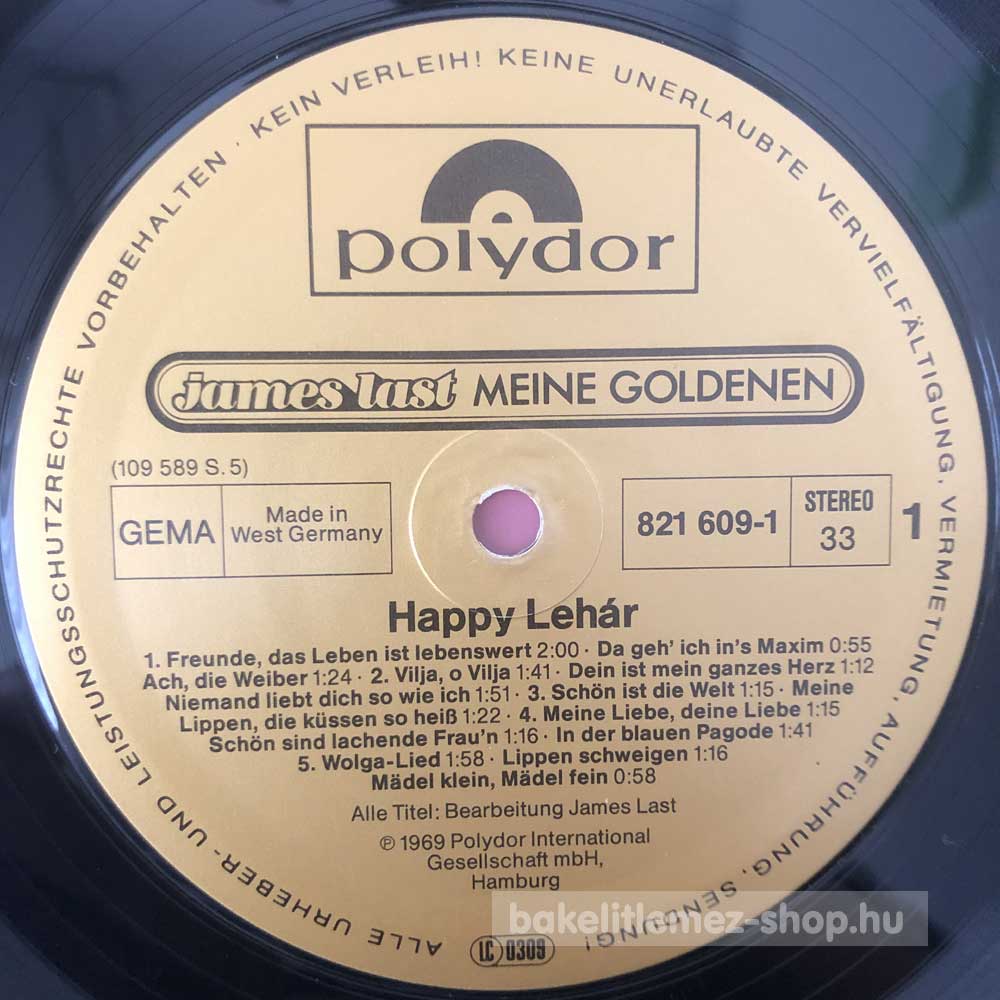 ALLE URHEBER- UND LEISTUNGSSCHUTZRECHTE VORBEHALTEN · KEIN VERLEIH! KEINE UNERLAUBTE VERVIELFÄLTIGUNG, VERMIETUNG, AUFFÜHRUNG, SENDUNG!
polydor
james last MEINE GOLDENEN
(109 589 S. 5)
GEMA
Made in
West Germany
821 609-1
STEREO
33
1
Happy Lehár
1. Freunde, das Leben ist lebenswert 2:00 · Da geh' ich in's Maxim 0:55
Ach, die Weiber 1:24 · 2. Vilja, o Vilja 1:41 · Dein ist mein ganzes Herz 1:12
Niemand liebt dich so wie ich 1:51 · 3. Schön ist die Welt 1:15 · Meine
Lippen, die küssen so heiß 1:22 · 4. Meine Liebe, deine Liebe 1:15
Schön sind lachende Frau'n 1:16 · In der blauen Pagode 1:41
5. Wolga-Lied 1:58 · Lippen schweigen 1:16
Mädel klein, Mädel fein 0:58
Alle Titel: Bearbeitung James Last
℗ 1969 Polydor International
Gesellschaft mbH,
Hamburg
LC 0309
bakelitlemez-shop.hu